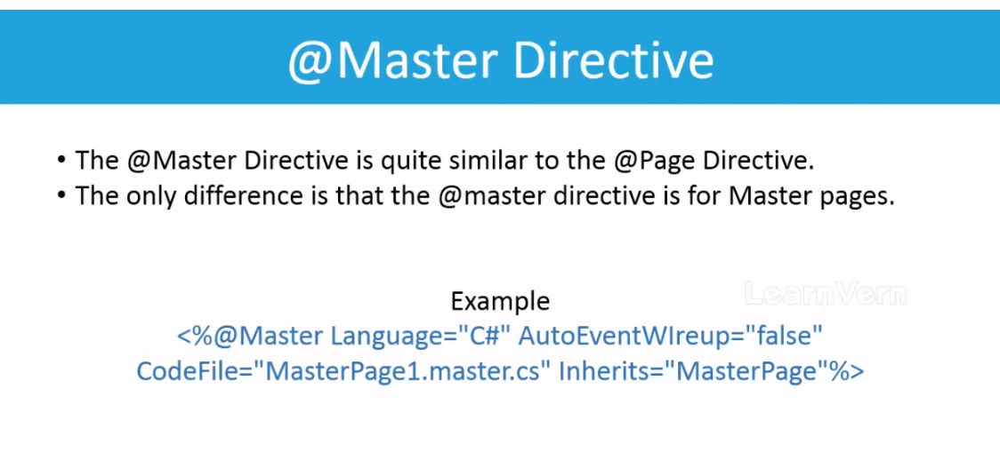 @Master Directive
• The @Master Directive is quite similar to the @Page Directive.
• The only difference is that the @master directive is for Master pages.
LearnVern
Example
<%@Master Language="C#" AutoEventWIreup="false"
CodeFile="MasterPage1.master.cs" Inherits="MasterPage"%>